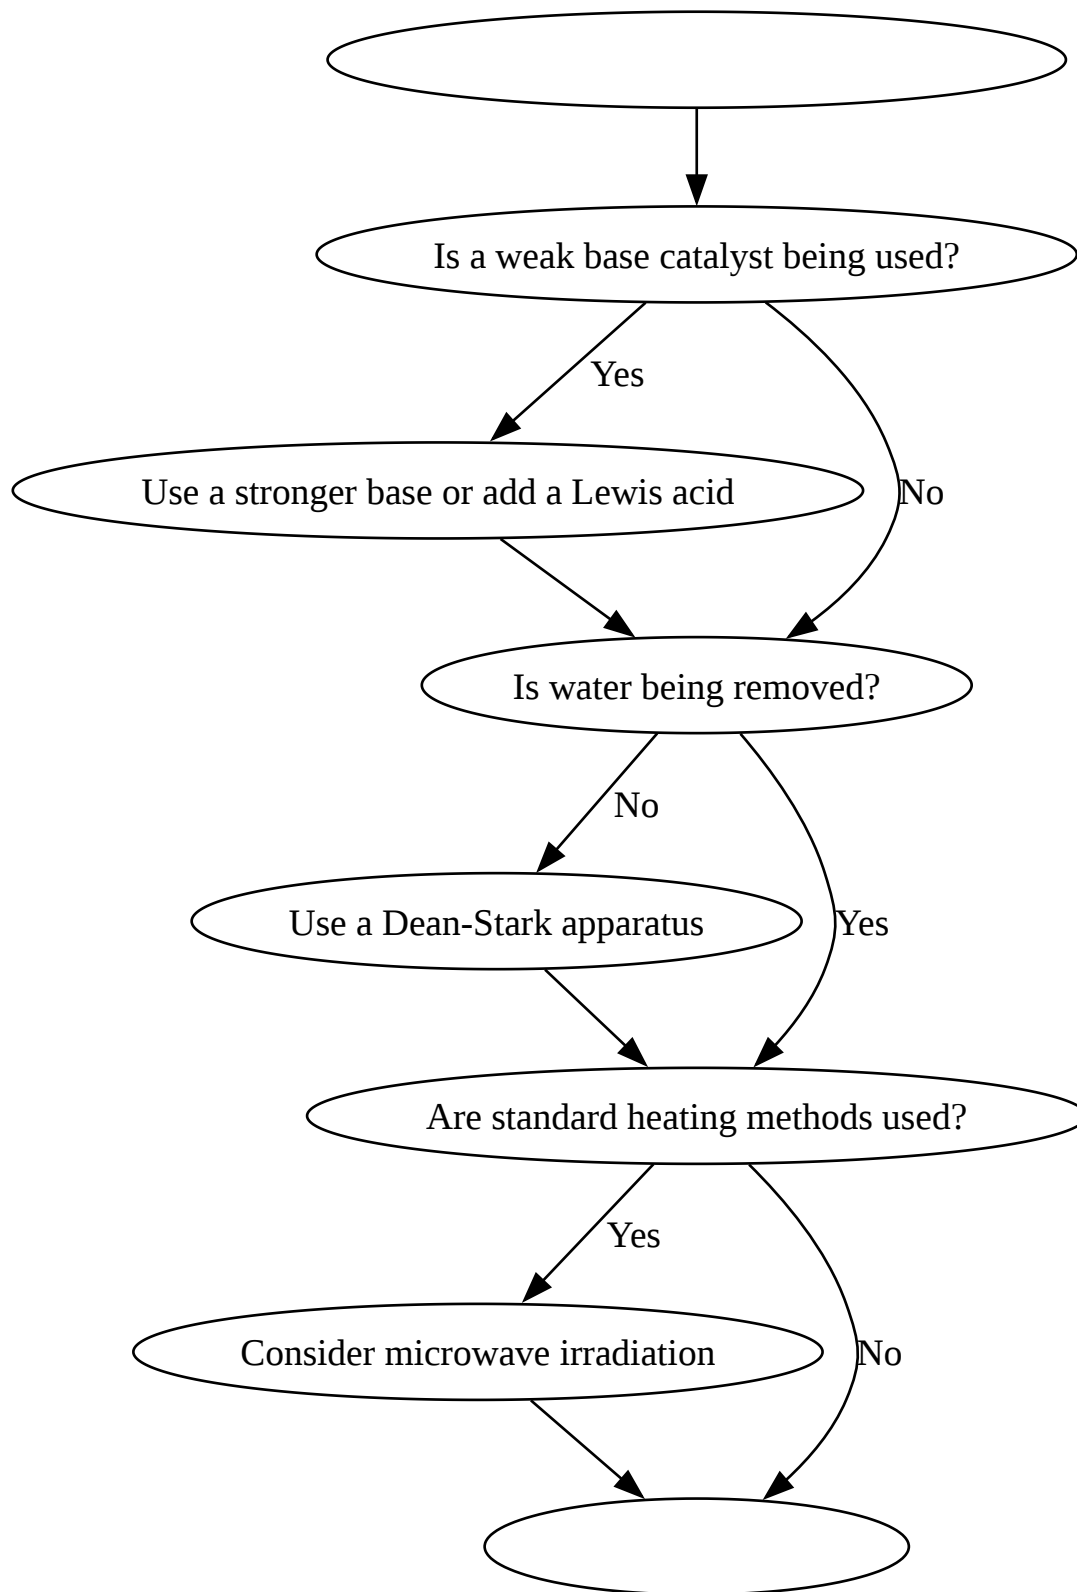 Is a weak base catalyst being used?
Yes
Use a stronger base or add a Lewis acid
No
Is water being removed?
No
Use a Dean-Stark apparatus
Yes
Are standard heating methods used?
Yes
Consider microwave irradiation
No